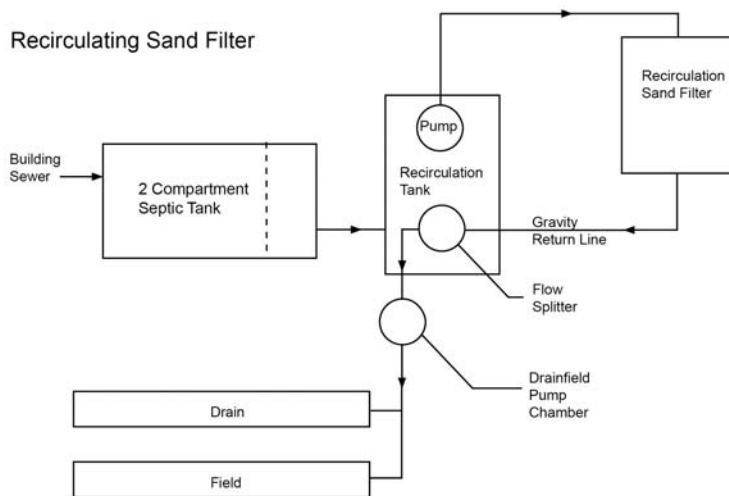 Recirculating Sand Filter
Recirculation
Sand Filter
Pump
Building
Sewer
2 Compartment
Septic Tank
Recirculation
Tank
Gravity
Return Line
Flow
Splitter
Drainfield
Pump
Chamber
Drain
Field